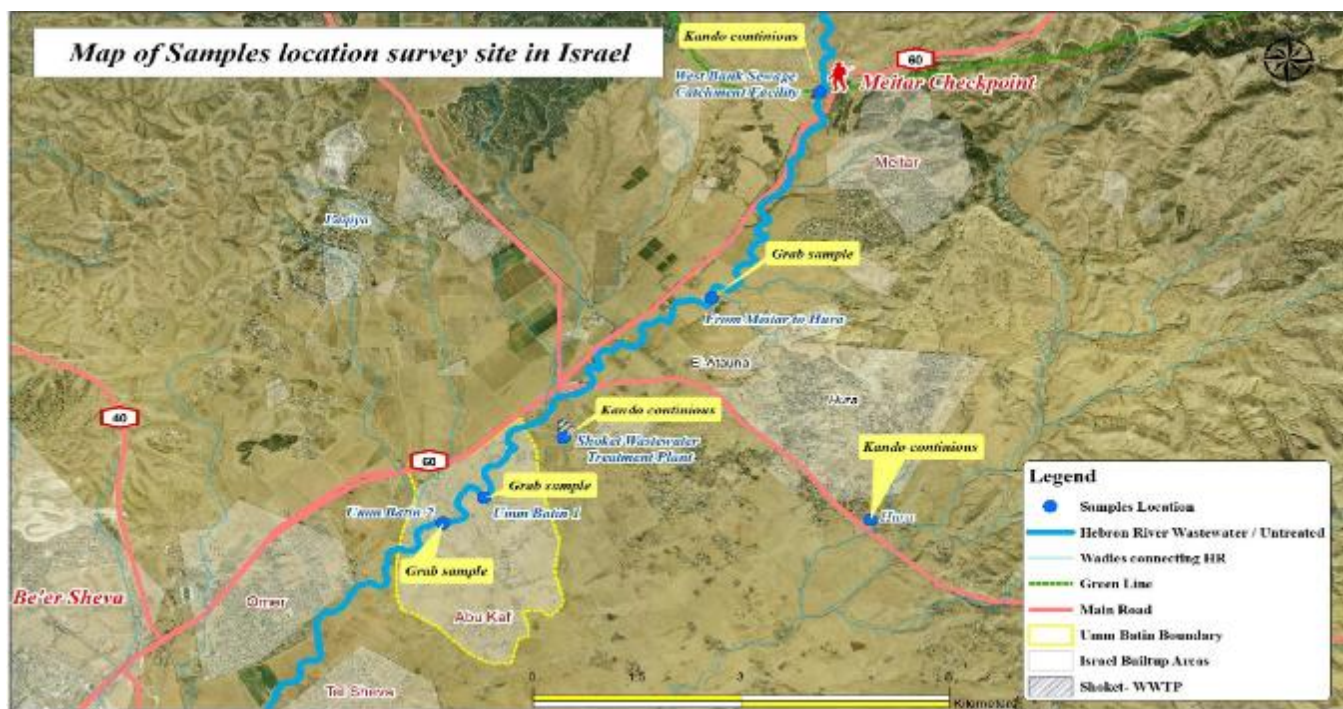 Map of Samples location survey site in Israel
Kando continious
60
West Bank Sewage
Catchment Facility
Meitar Checkpoint
Meitar
Grab sample
From Meitar to Hura
Hura
40
Kando continious
Shoket Wastewater
Treatment Plant
Kando continious
60
Grab sample
Umm Batin 1
Umm Batin 2
Hura
Grab sample
Be'er Sheva
Omer
Abu Kaf
Tel Sheva
0 1.5 3 6
Kilometers
Legend
Samples Location
Hebron River Wastewater / Untreated
Wadies connecting HR
Green Line
Main Road
Umm Batin Boundary
Israel Builtup Areas
Shoket- WWTP